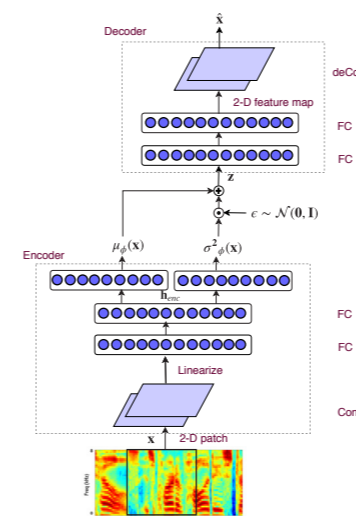 x̂
Decoder
deCo
2-D feature map
FC
FC
z
ϵ ∼ 𝒩(0, I)
μ_ϕ(x)
σ²_ϕ(x)
Encoder
h_enc
FC
FC
Linearize
Con
x
2-D patch
Freq (kHz)